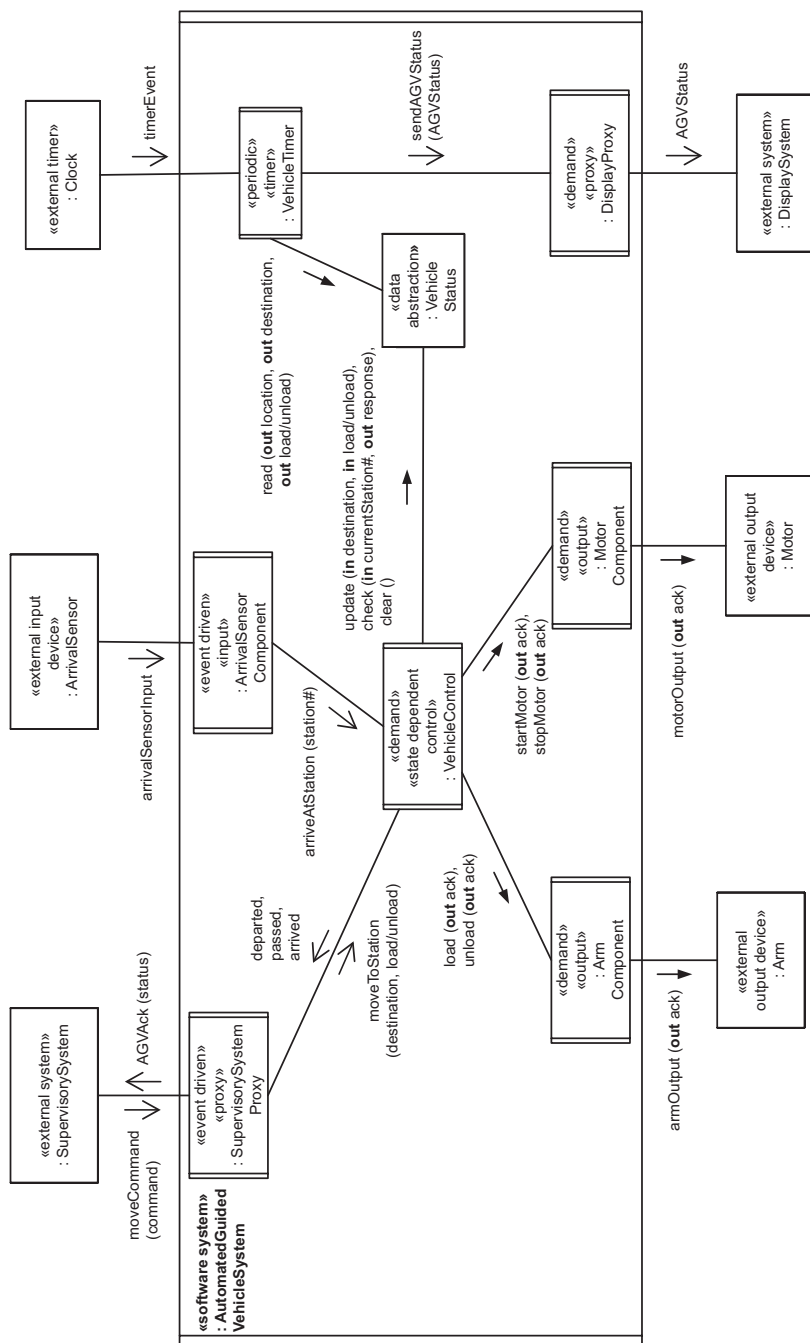 «external system»
: SupervisorySystem
«external input
device»
: ArrivalSensor
«external timer»
: Clock
moveCommand
(command)
AGVAck (status)
arrivalSensorInput
timerEvent
«software system»
: AutomatedGuided
VehicleSystem
«event driven»
«proxy»
: SupervisorySystem
Proxy
«event driven»
«input»
: ArrivalSensor
Component
«periodic»
«timer»
: VehicleTimer
departed,
passed,
arrived
moveToStation
(destination, load/unload)
arriveAtStation (station#)
read (out location, out destination,
out load/unload)
sendAGVStatus
(AGVStatus)
«demand»
«state dependent
control»
: VehicleControl
update (in destination, in load/unload),
check (in currentStation#, out response),
clear ()
«data
abstraction»
: Vehicle
Status
load (out ack),
unload (out ack)
startMotor (out ack),
stopMotor (out ack)
«demand»
«output»
: Arm
Component
«demand»
«output»
: Motor
Component
«demand»
«proxy»
: DisplayProxy
armOutput (out ack)
motorOutput (out ack)
AGVStatus
«external
output device»
: Arm
«external output
device»
: Motor
«external system»
: DisplaySystem